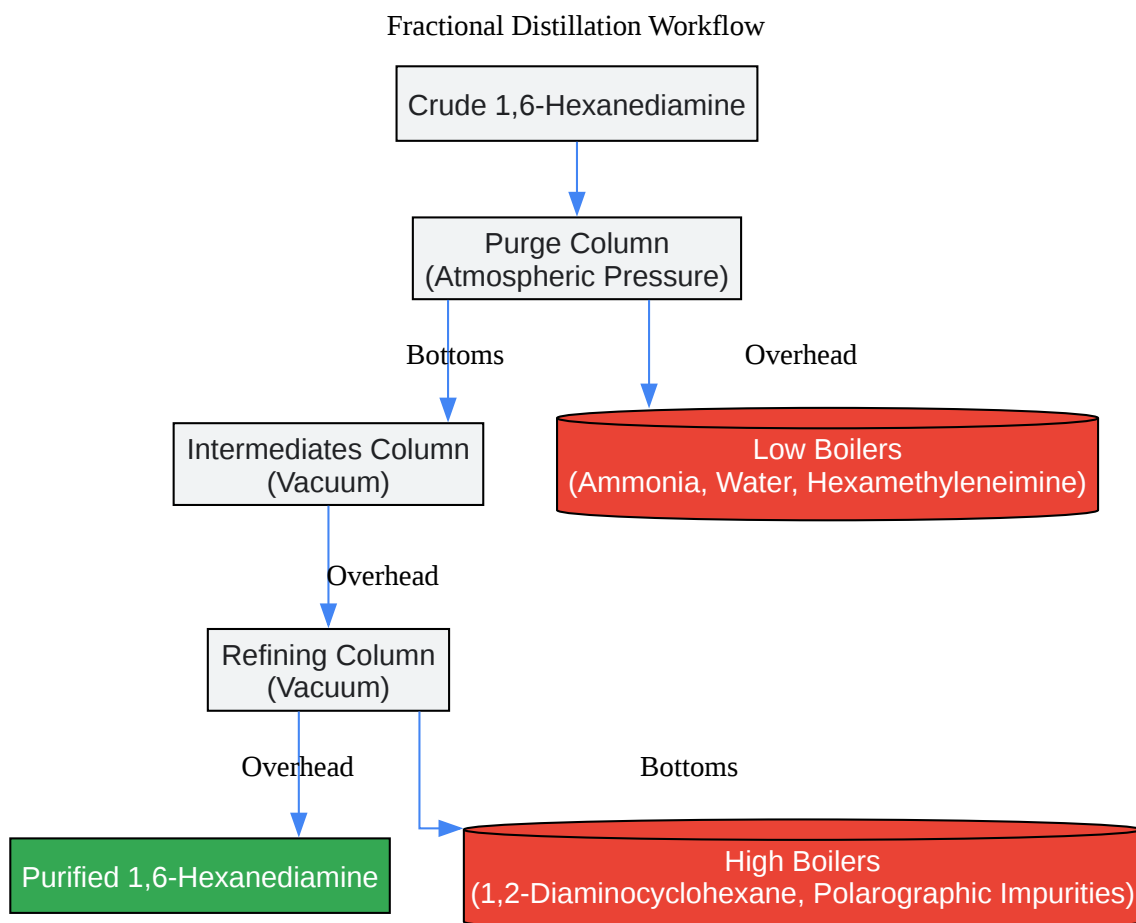 Fractional Distillation Workflow
Crude 1,6-Hexanediamine
Purge Column
(Atmospheric Pressure)
Bottoms
Overhead
Intermediates Column
(Vacuum)
Low Boilers
(Ammonia, Water, Hexamethyleneimine)
Overhead
Refining Column
(Vacuum)
Overhead
Bottoms
Purified 1,6-Hexanediamine
High Boilers
(1,2-Diaminocyclohexane, Polarographic Impurities)